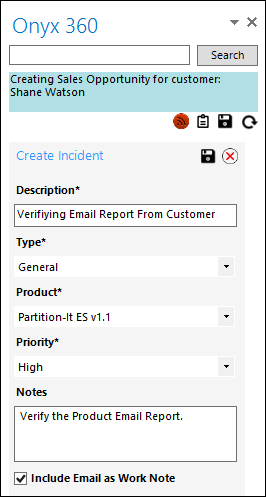 Onyx 360
Search
Creating Sales Opportunity for customer:
Shane Watson
Create Incident
Description*
Verifiying Email Report From Customer
Type*
General
Product*
Partition-It ES v1.1
Priority*
High
Notes
Verify the Product Email Report.
Include Email as Work Note